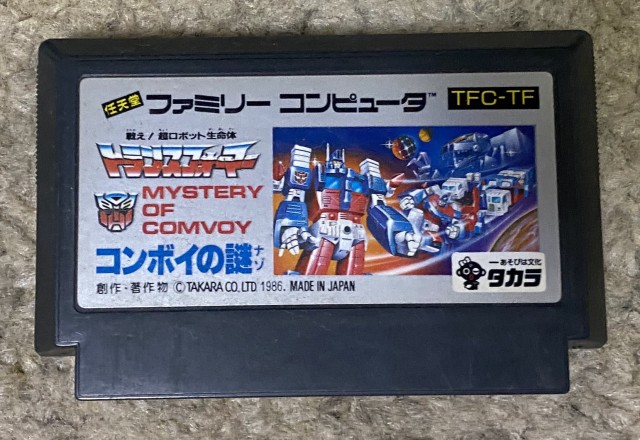 任天堂 ファミリー コンピュータ™ TFC-TF
戦え!超ロボット生命体
トランスフォーマー
MYSTERY
OF
COMVOY
コンボイの謎 ナゾ
創作・著作物 ©TAKARA CO.,LTD. 1986. MADE IN JAPAN
あそびは文化
タカラ